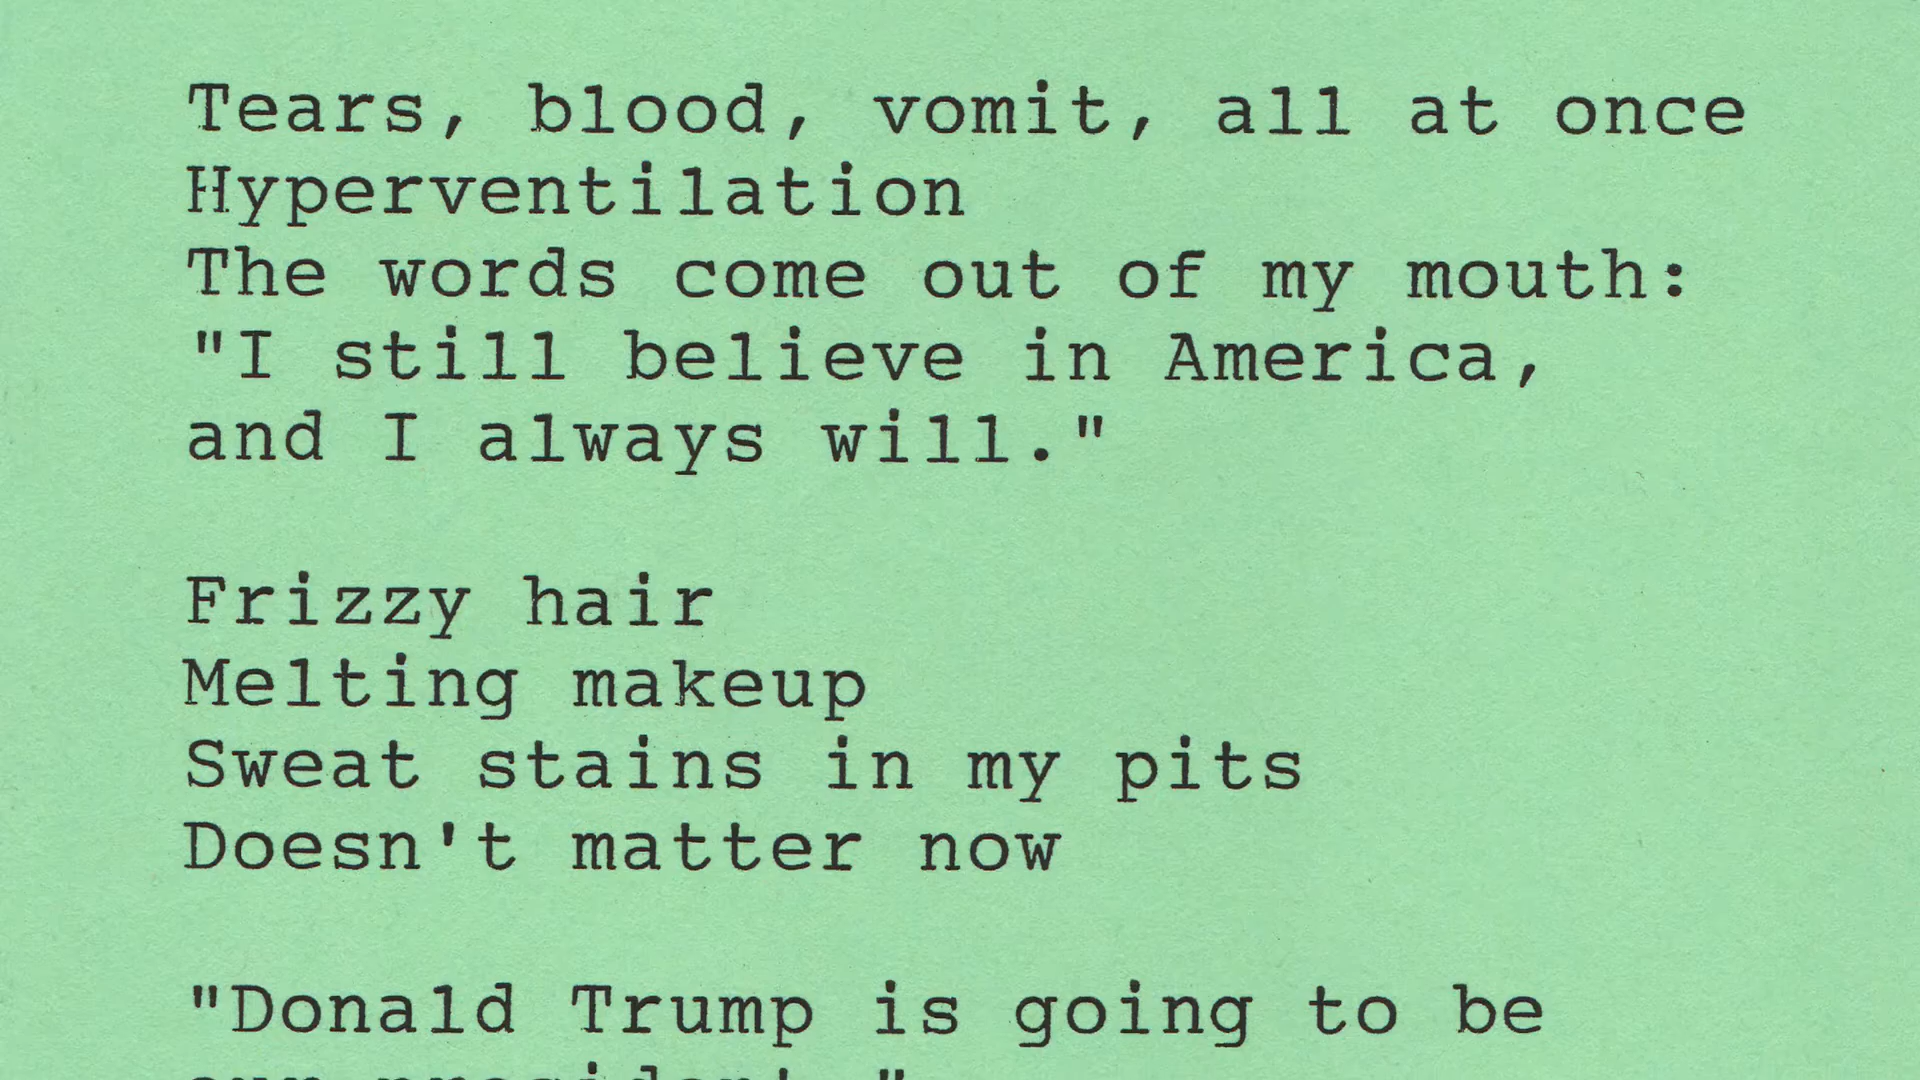 Tears, blood, vomit, all at once
Hyperventilation
The words come out of my mouth:
"I still believe in America,
and I always will."
Frizzy hair
Melting makeup
Sweat stains in my pits
Doesn't matter now
"Donald Trump is going to be
our president."